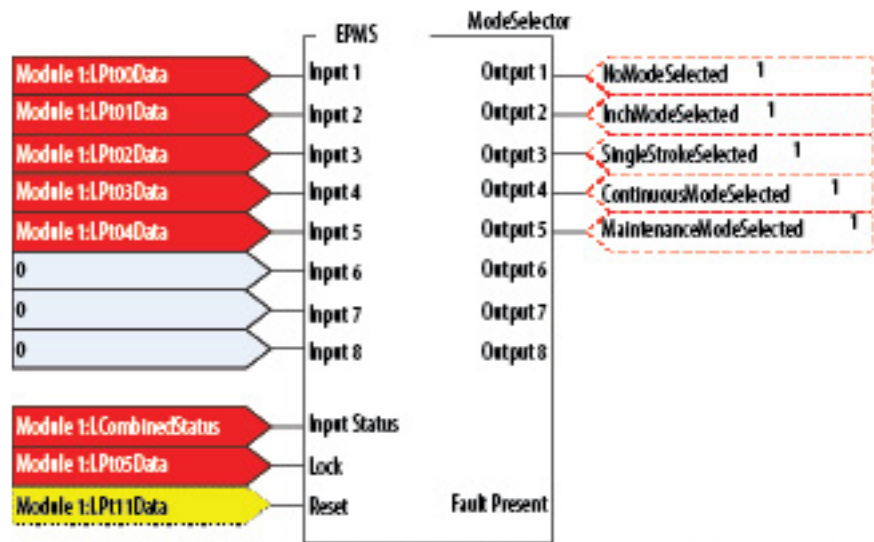 EPMS ModeSelector
Module 1:I.Pt00Data Input 1 Output 1 NoModeSelected 1
Module 1:I.Pt01Data Input 2 Output 2 InchModeSelected 1
Module 1:I.Pt02Data Input 3 Output 3 SingleStrokeSelected 1
Module 1:I.Pt03Data Input 4 Output 4 ContinuousModeSelected 1
Module 1:I.Pt04Data Input 5 Output 5 MaintenanceModeSelected 1
0 Input 6 Output 6
0 Input 7 Output 7
0 Input 8 Output 8
Module 1:I.CombinedStatus Input Status
Module 1:I.Pt05Data Lock
Module 1:I.Pt11Data Reset Fault Present